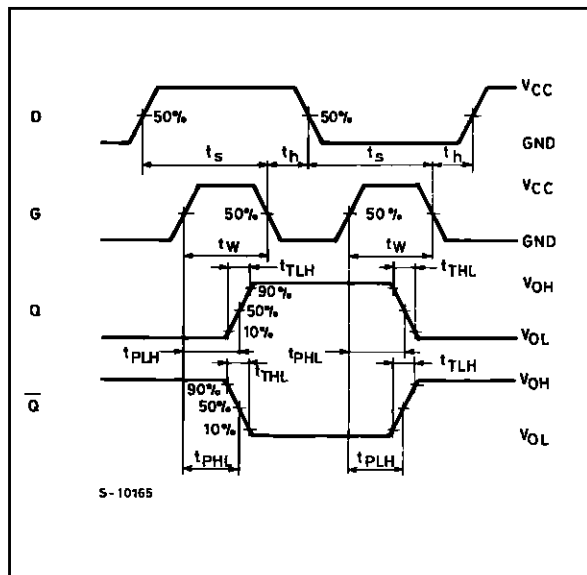 VCC
D 50% 50%
GND
ts th ts th
VCC
G 50% 50%
GND
tW tW
tTLH tTHL
90% VOH
Q 50%
10% VOL
tPLH tPHL
tTHL tTLH VOH
90%
Q 50%
10% VOL
tPHL tPLH
S-10165